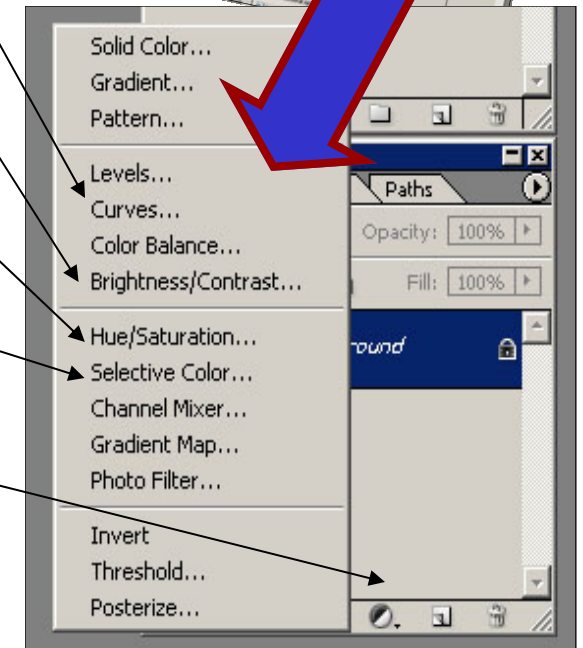 Solid Color...
Gradient...
Pattern...
Levels...
Curves...
Color Balance...
Brightness/Contrast...
Hue/Saturation...
Selective Color...
Channel Mixer...
Gradient Map...
Photo Filter...
Invert
Threshold...
Posterize...
Paths
Opacity: 100%
Fill: 100%
round